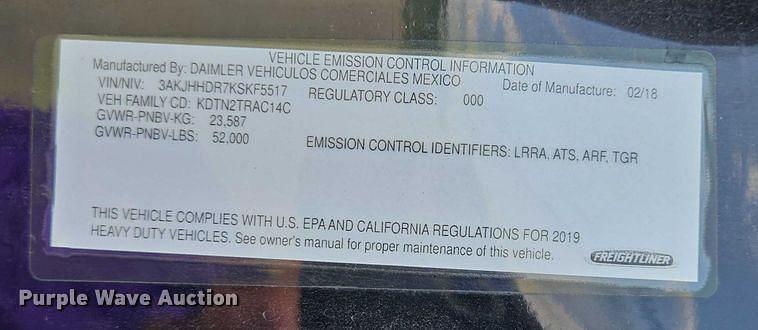 VEHICLE EMISSION CONTROL INFORMATION
Manufactured By: DAIMLER VEHICULOS COMERCIALES MEXICO Date of Manufacture: 02/18
VIN/NIV: 3AKJHHDR7KSKF5517 REGULATORY CLASS: 000
VEH FAMILY CD: KDTN2TRAC14C
GVWR-PNBV-KG: 23,587
GVWR-PNBV-LBS: 52,000 EMISSION CONTROL IDENTIFIERS: LRRA, ATS, ARF, TGR
THIS VEHICLE COMPLIES WITH U.S. EPA AND CALIFORNIA REGULATIONS FOR 2019
HEAVY DUTY VEHICLES. See owner's manual for proper maintenance of this vehicle.
FREIGHTLINER
Purple Wave Auction